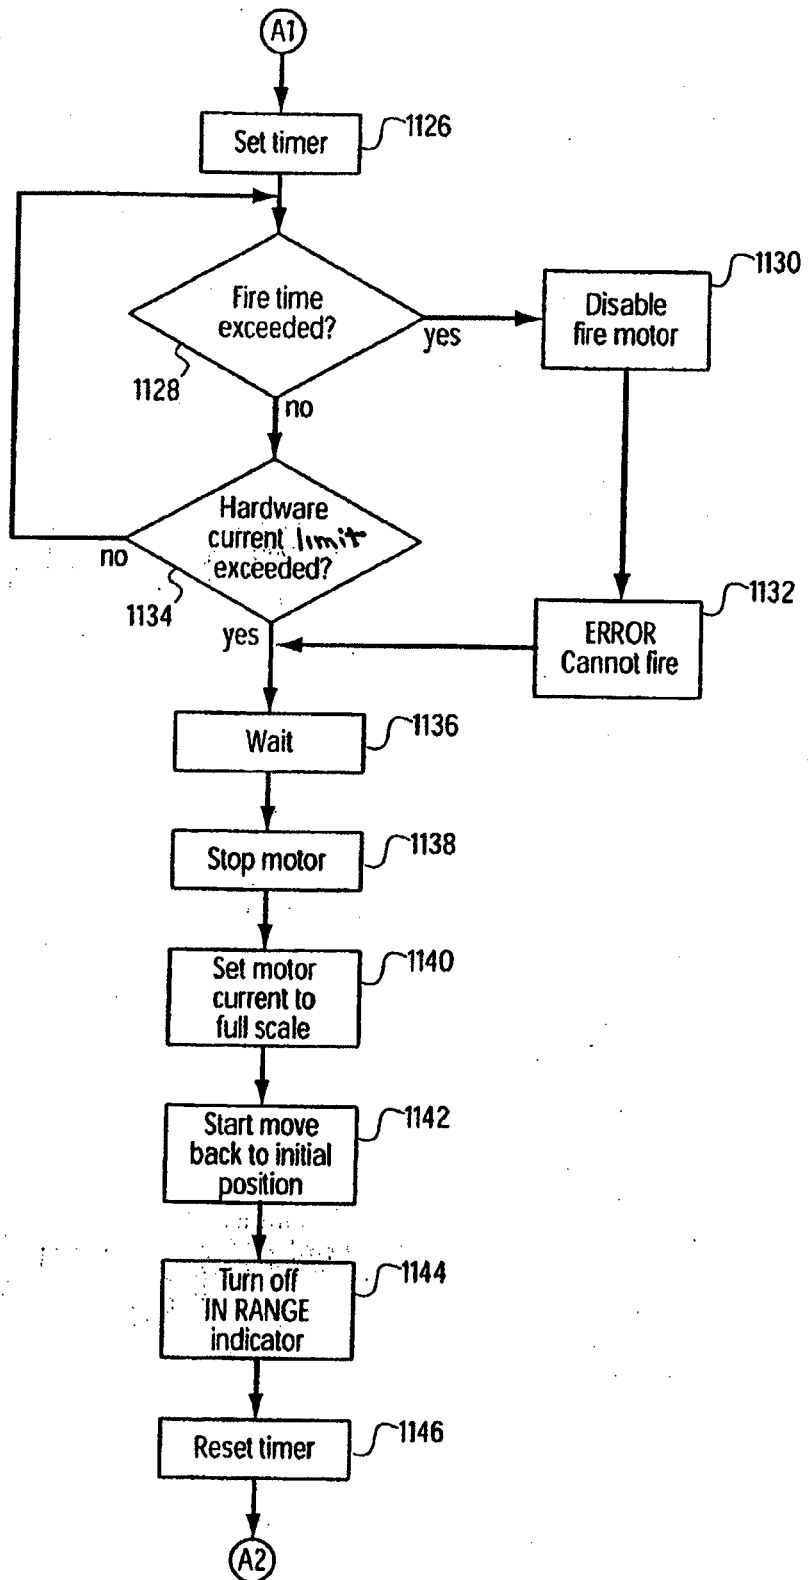 A1
Set timer
1126
Fire time
exceeded?
1128
yes
no
Disable
fire motor
1130
Hardware
current limit
exceeded?
1134
no
yes
ERROR
Cannot fire
1132
Wait
1136
Stop motor
1138
Set motor
current to
full scale
1140
Start move
back to initial
position
1142
Turn off
IN RANGE
indicator
1144
Reset timer
1146
A2